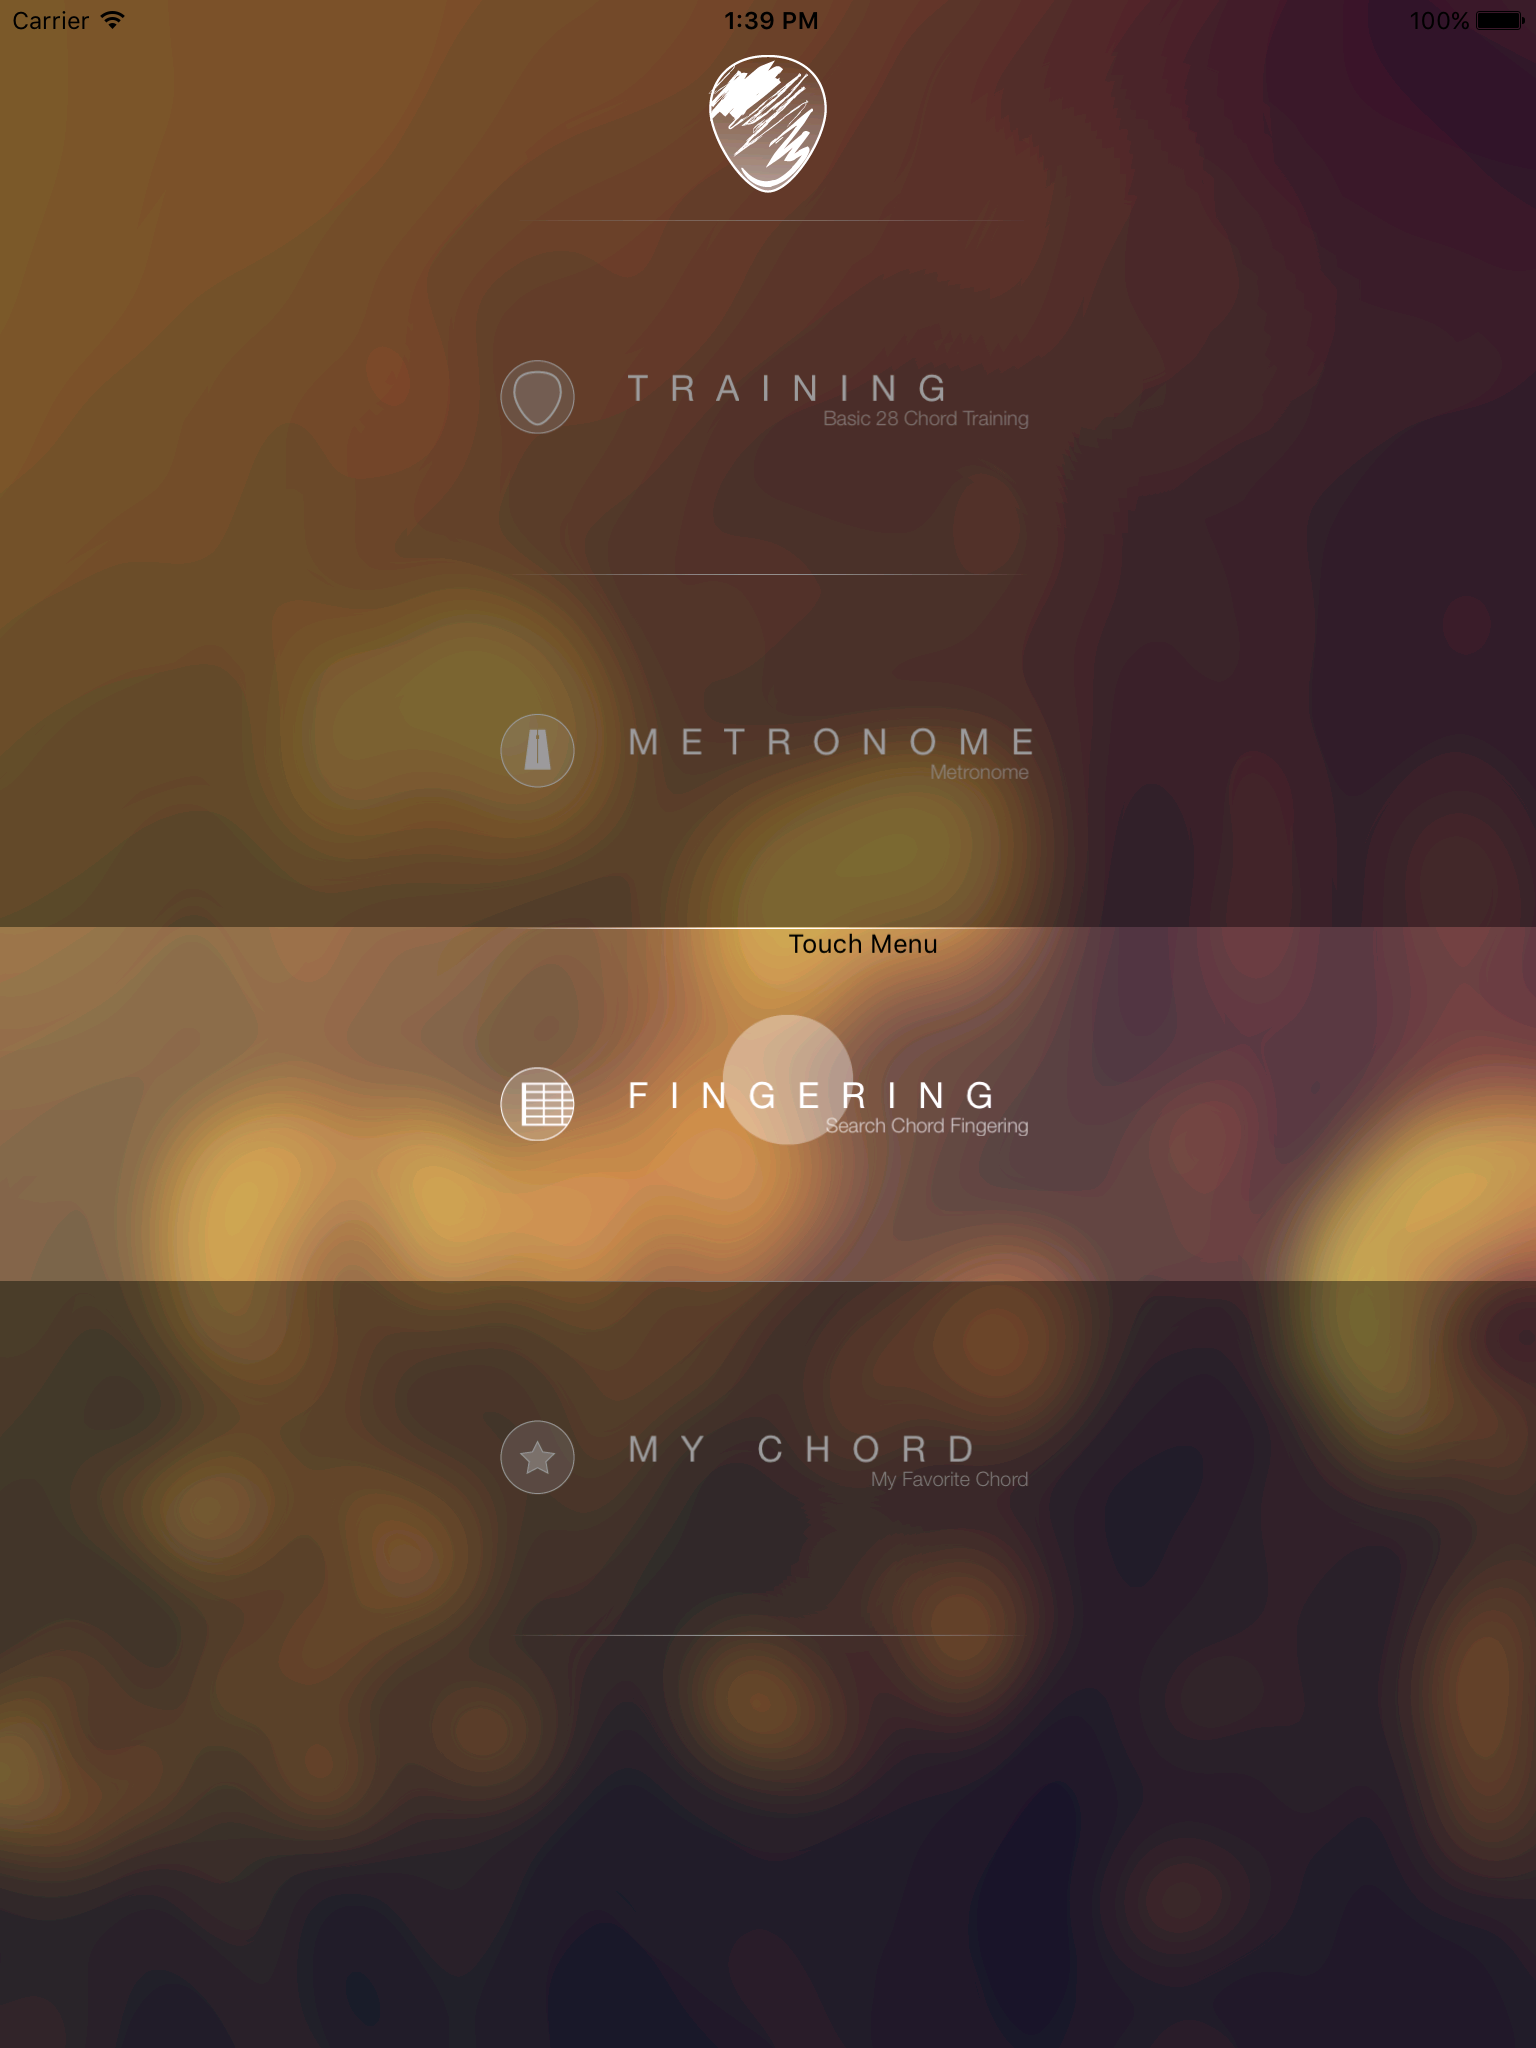 Carrier 1:39 PM 100%
TRAINING
Basic 28 Chord Training
METRONOME
Metronome
Touch Menu
FINGERING
Search Chord Fingering
MY CHORD
My Favorite Chord